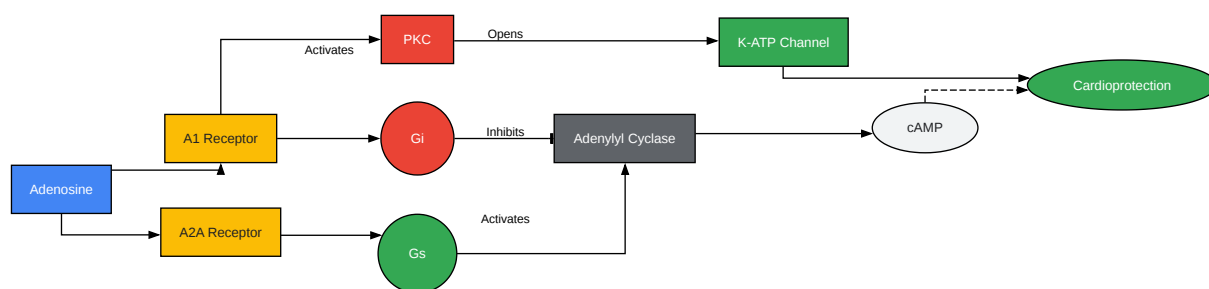 PKC
Activates
Opens
K-ATP Channel
Cardioprotection
A1 Receptor
Gi
Inhibits
Adenylyl Cyclase
cAMP
Adenosine
A2A Receptor
Activates
Gs